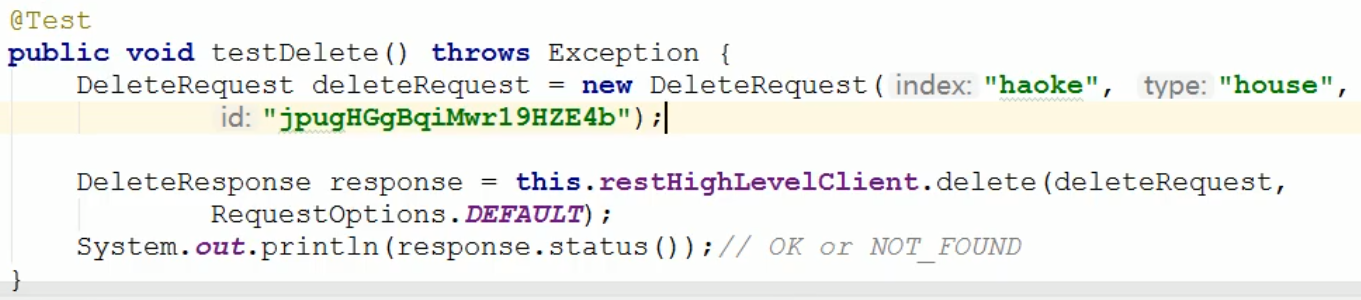 @Test
public void testDelete() throws Exception {
DeleteRequest deleteRequest = new DeleteRequest( index: "haoke", type: "house",
id: "jpugHGgBqiMwr19HZE4b");
DeleteResponse response = this.restHighLevelClient.delete(deleteRequest,
RequestOptions.DEFAULT);
System.out.println(response.status());// OK or NOT_FOUND
}